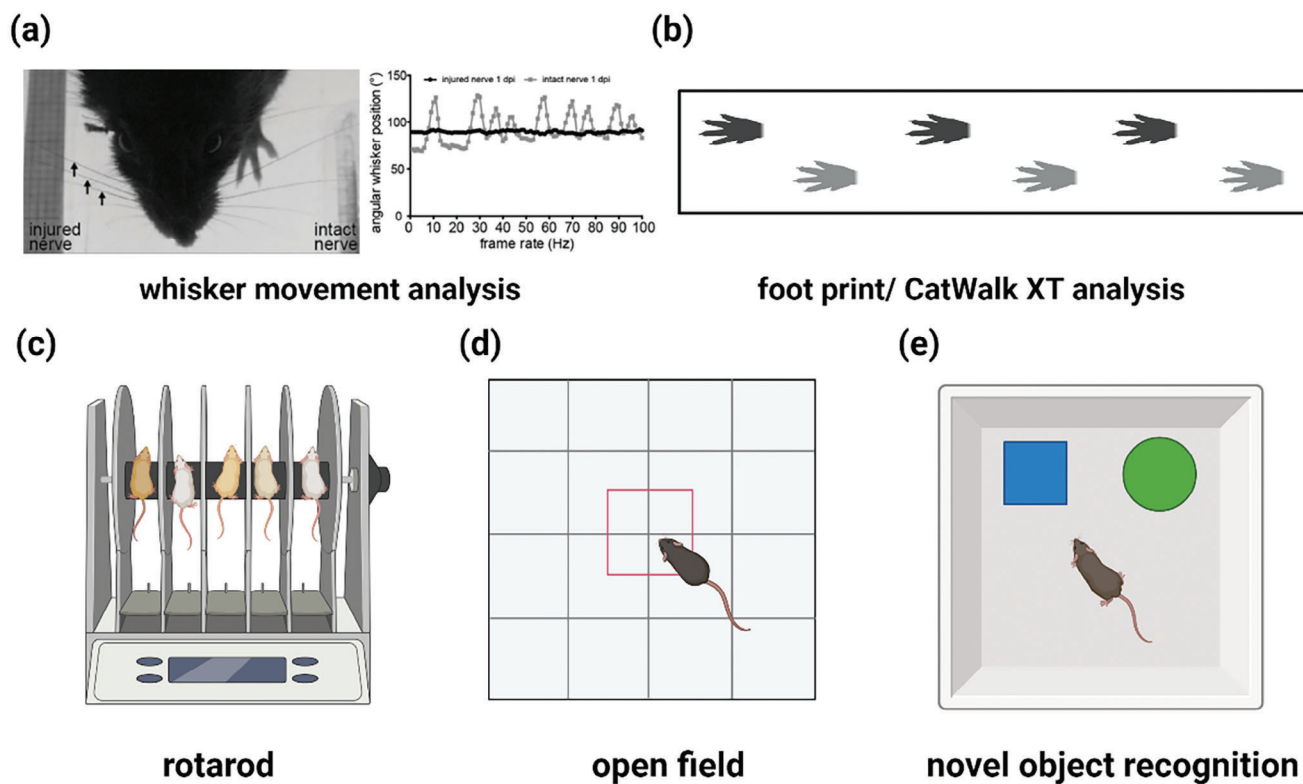 (a)
injured
nerve
intact
nerve
angular whisker position (°)
injured nerve 1 dpi
intact nerve 1 dpi
150
100
50
0
0 10 20 30 40 50 60 70 80 90 100
frame rate (Hz)
whisker movement analysis
(b)
foot print/ CatWalk XT analysis
(c)
rotarod
(d)
open field
(e)
novel object recognition